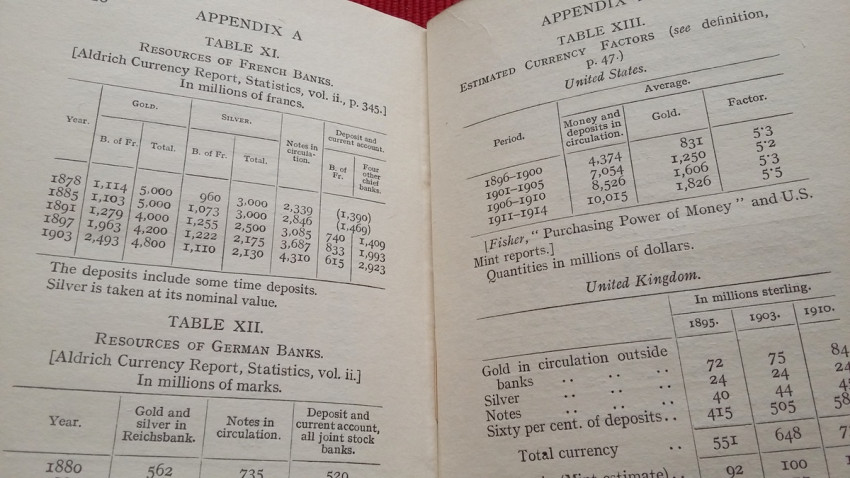 APPENDIX A
TABLE XI.
RESOURCES OF FRENCH BANKS.
[Aldrich Currency Report, Statistics, vol. ii., p. 345.]
In millions of francs.
Year. GOLD. SILVER. Notes in circula-tion. Deposit and current account.
B. of Fr. Total. B. of Fr. Total. B. of Fr. Four other chief banks.
1878 1,114 5,000 960 3,000 2,339 (1,390)
1885 1,103 5,000 1,073 3,000 2,846 (1,469)
1891 1,279 4,000 1,255 2,500 3,085 740 1,409
1897 1,963 4,200 1,222 2,175 3,687 833 1,993
1903 2,493 4,800 1,110 2,130 4,310 615 2,923
The deposits include some time deposits.
Silver is taken at its nominal value.
TABLE XII.
RESOURCES OF GERMAN BANKS.
[Aldrich Currency Report, Statistics, vol. ii.]
In millions of marks.
Year. Gold and silver in Reichsbank. Notes in circulation. Deposit and current account, all joint stock banks.
1880 562 735 529
APPENDIX
TABLE XIII.
ESTIMATED CURRENCY FACTORS (see definition,
p. 47.)
United States.
Period. Average. Factor.
Money and deposits in circulation. Gold.
1896-1900 4,374 831 5·3
1901-1905 7,054 1,250 5·2
1906-1910 8,526 1,606 5·3
1911-1914 10,015 1,826 5·5
[Fisher, "Purchasing Power of Money" and U.S.
Mint reports.]
Quantities in millions of dollars.
United Kingdom.
In millions sterling.
1895. 1903. 1910.
Gold in circulation outside
banks .. .. .. 72 75 84
Silver .. .. .. 24 24 24
Notes .. .. .. 40 44
Sixty per cent. of deposits .. 415 505 58
Total currency .. 551 648 7
(Mint estimate) .. 92 100 1